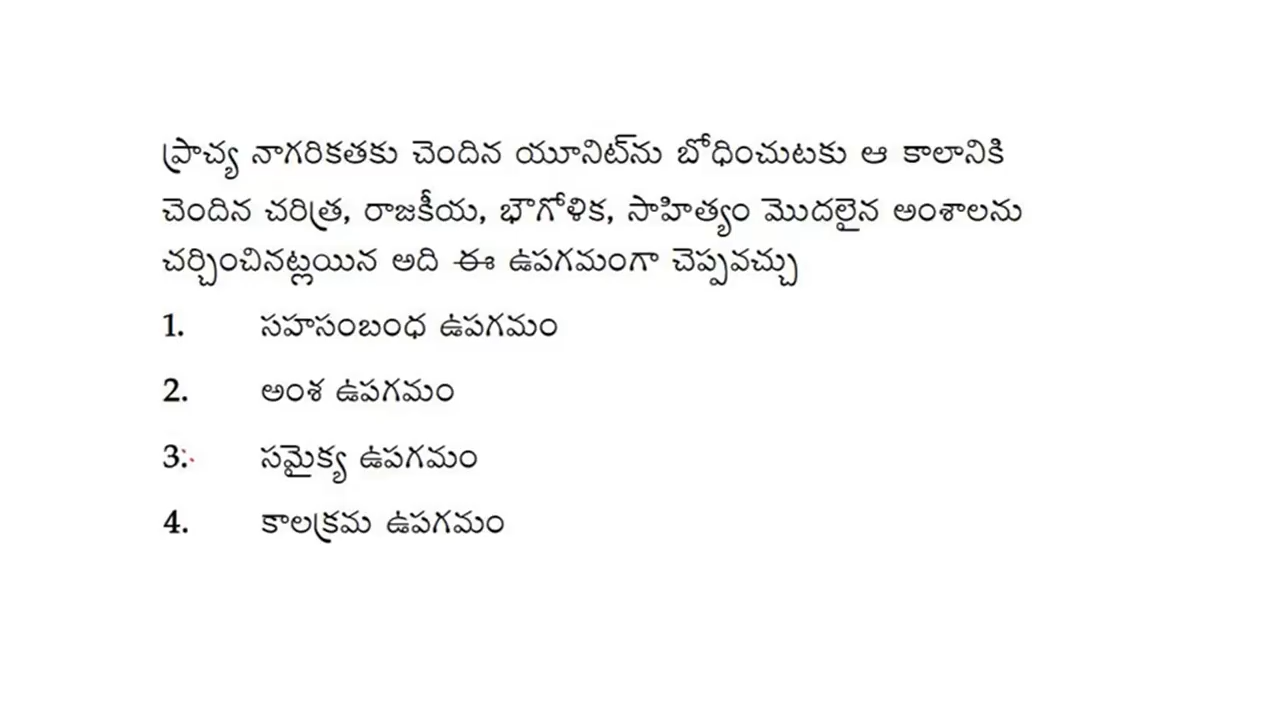 ప్రాచ్య నాగరికతకు చెందిన యూనిట్‌ను బోధించుటకు ఆ కాలానికి
చెందిన చరిత్ర, రాజకీయ, భౌగోళిక, సాహిత్యం మొదలైన అంశాలను
చర్చించినట్లయిన అది ఈ ఉపగమంగా చెప్పవచ్చు
1. సహసంబంధ ఉపగమం
2. అంశ ఉపగమం
3. సమైక్య ఉపగమం
4. కాలక్రమ ఉపగమం